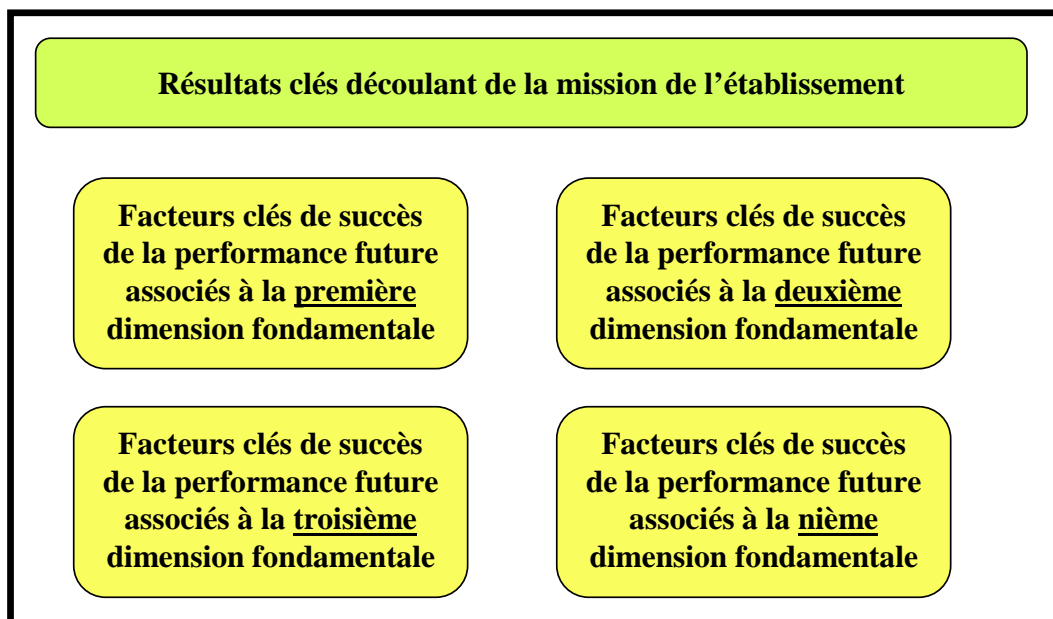 Résultats clés découlant de la mission de l’établissement
Facteurs clés de succès
de la performance future
associés à la première
dimension fondamentale
Facteurs clés de succès
de la performance future
associés à la deuxième
dimension fondamentale
Facteurs clés de succès
de la performance future
associés à la troisième
dimension fondamentale
Facteurs clés de succès
de la performance future
associés à la nième
dimension fondamentale